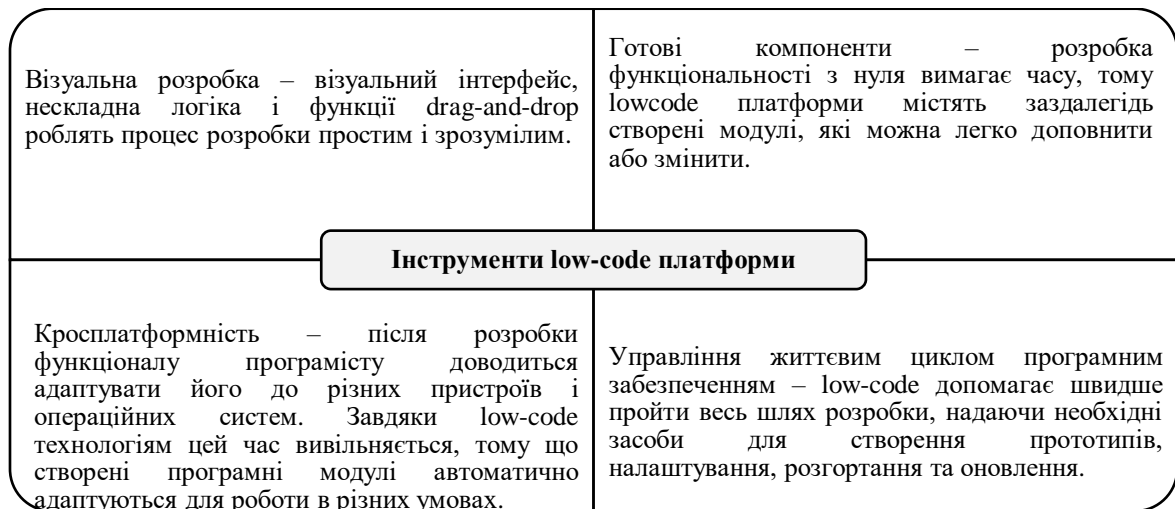 Візуальна розробка – візуальний інтерфейс,
нескладна логіка і функції drag-and-drop
роблять процес розробки простим і зрозумілим.
Готові компоненти – розробка
функціональності з нуля вимагає часу, тому
lowcode платформи містять заздалегідь
створені модулі, які можна легко доповнити
або змінити.
Інструменти low-code платформи
Кросплатформність – після розробки
функціоналу програмісту доводиться
адаптувати його до різних пристроїв і
операційних систем. Завдяки low-code
технологіям цей час вивільняється, тому що
створені програмні модулі автоматично
адаптуються для роботи в різних умовах.
Управління життєвим циклом програмним
забезпеченням – low-code допомагає швидше
пройти весь шлях розробки, надаючи необхідні
засоби для створення прототипів,
налаштування, розгортання та оновлення.